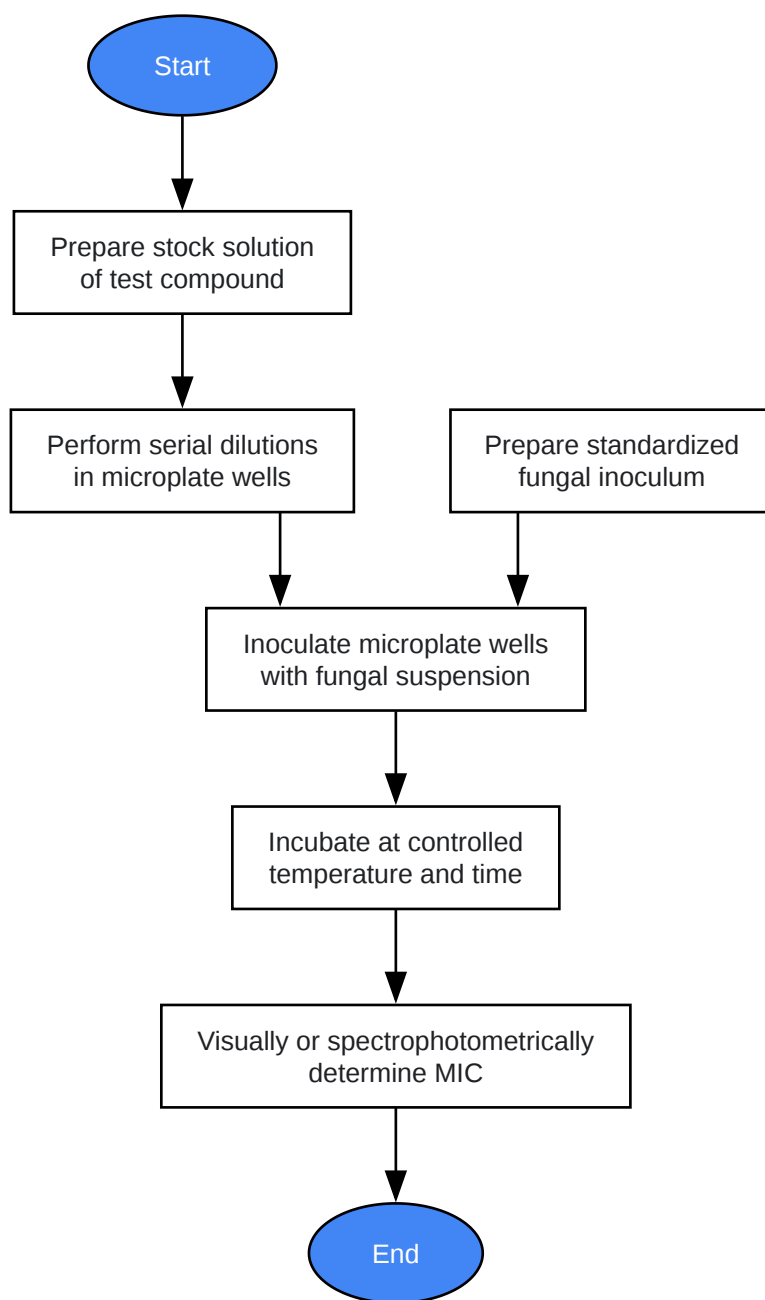 Start
Prepare stock solution
of test compound
Perform serial dilutions
in microplate wells
Prepare standardized
fungal inoculum
Inoculate microplate wells
with fungal suspension
Incubate at controlled
temperature and time
Visually or spectrophotometrically
determine MIC
End